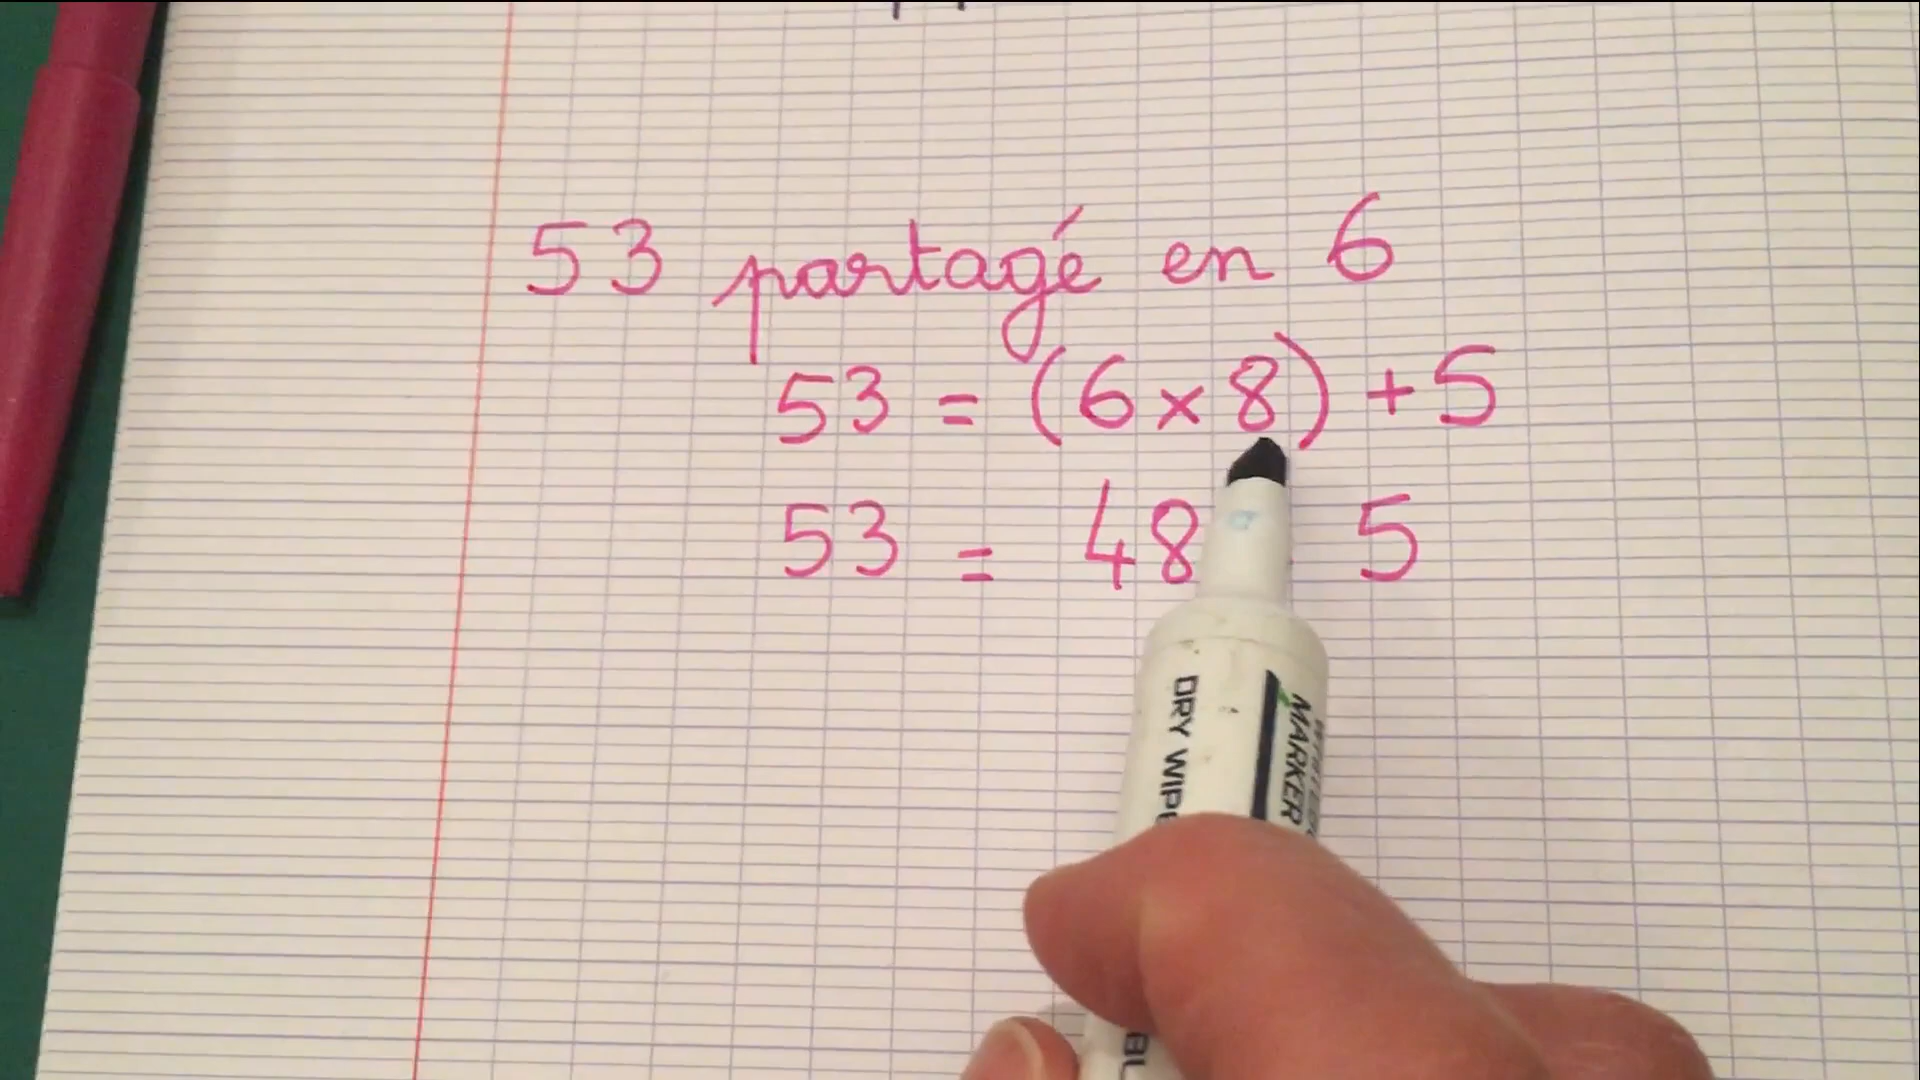 53 partagé en 6
53 = (6 × 8) + 5
53 = 48 5
DRY WIPE
MARKER